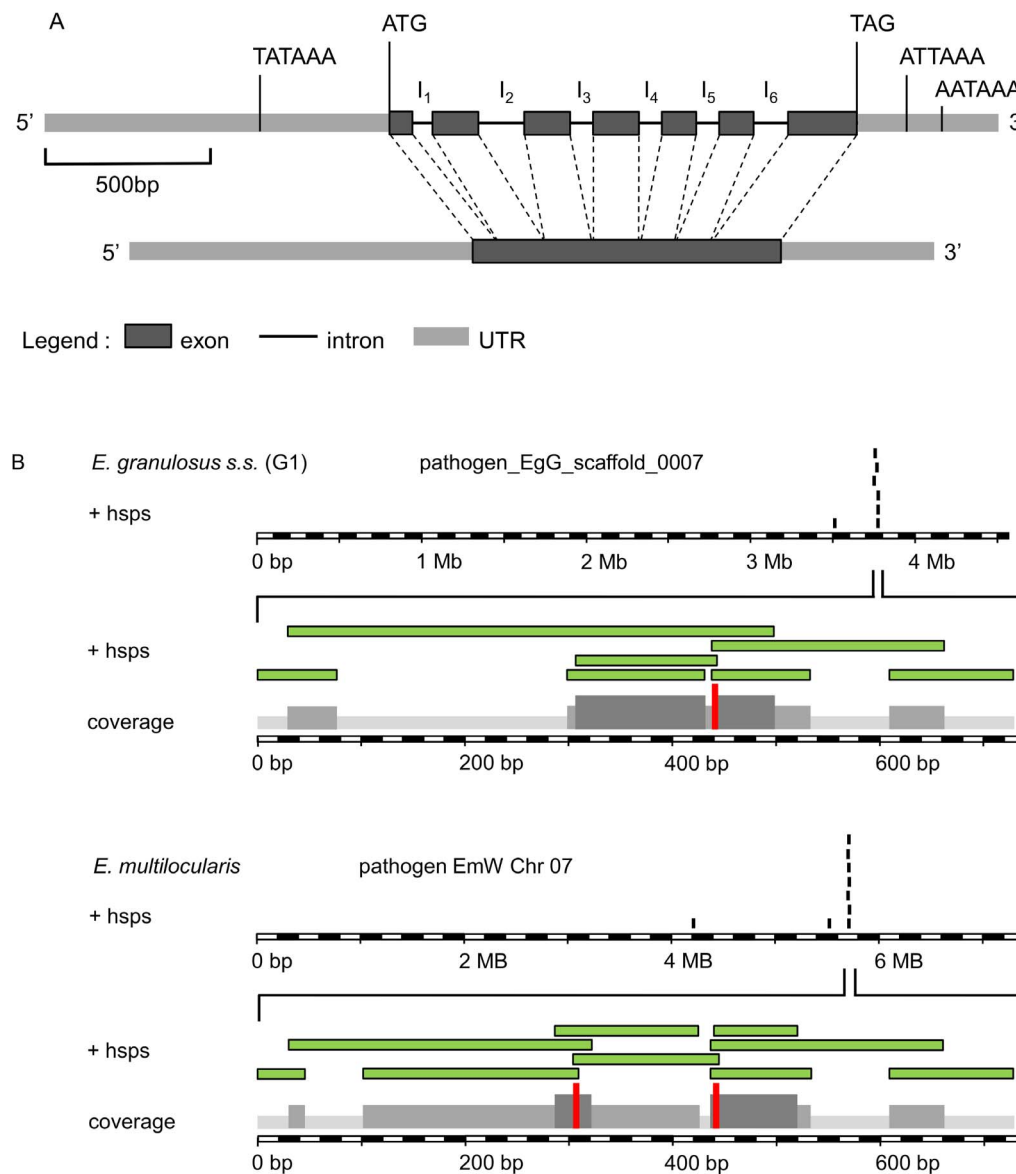 A
ATG TAG
TATAAA ATTAAA
AATAAA
I1 I2 I3 I4 I5 I6
5’ 3’
500bp
5’ 3’
Legend : exon intron UTR
B E. granulosus s.s. (G1) pathogen_EgG_scaffold_0007
+ hsps
0 bp 1 Mb 2 Mb 3 Mb 4 Mb
+ hsps
coverage
0 bp 200 bp 400 bp 600 bp
E. multilocularis pathogen EmW Chr 07
+ hsps
0 bp 2 MB 4 MB 6 MB
+ hsps
coverage
0 bp 200 bp 400 bp 600 bp